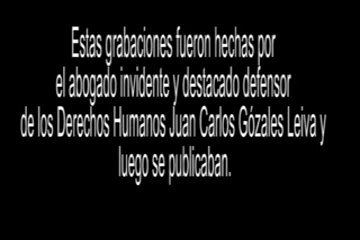 Estas grabaciones fueron hechas por
el abogado invidente y destacado defensor
de los Derechos Humanos Juan Carlos Gózales Leiva y
luego se publicaban.